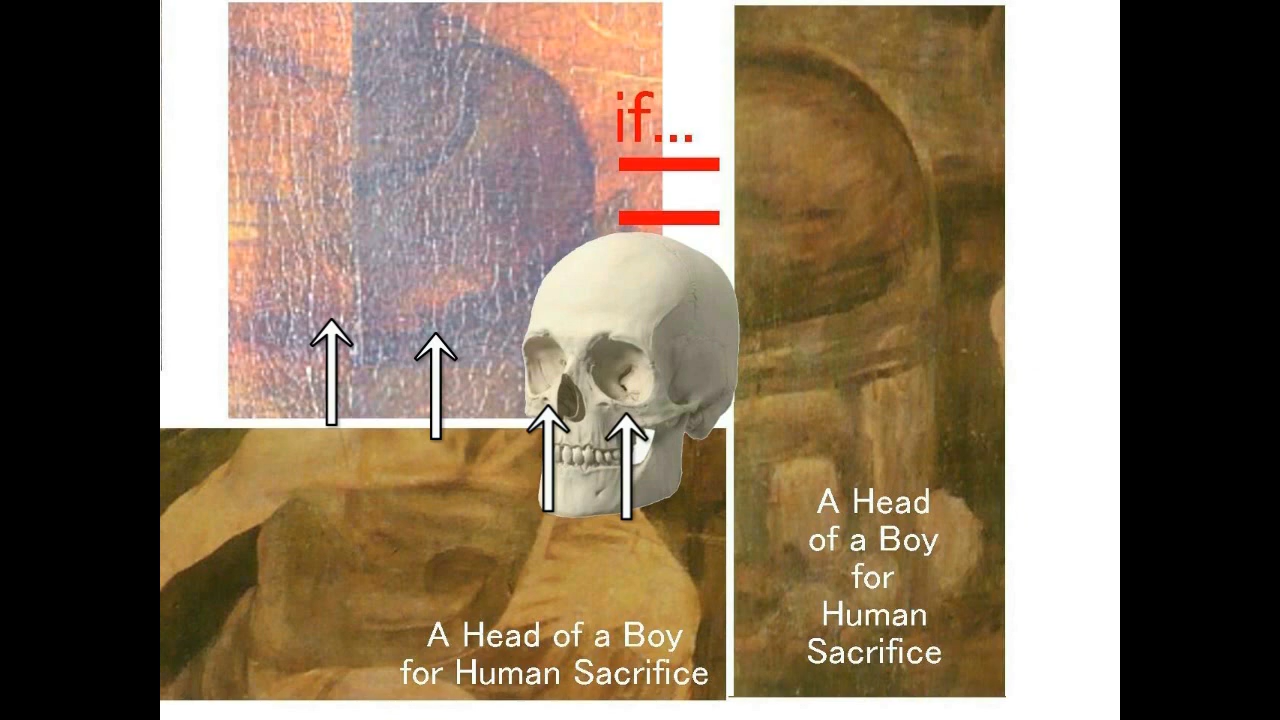 if...
A Head
of a Boy
for
Human
Sacrifice
A Head of a Boy
for Human Sacrifice